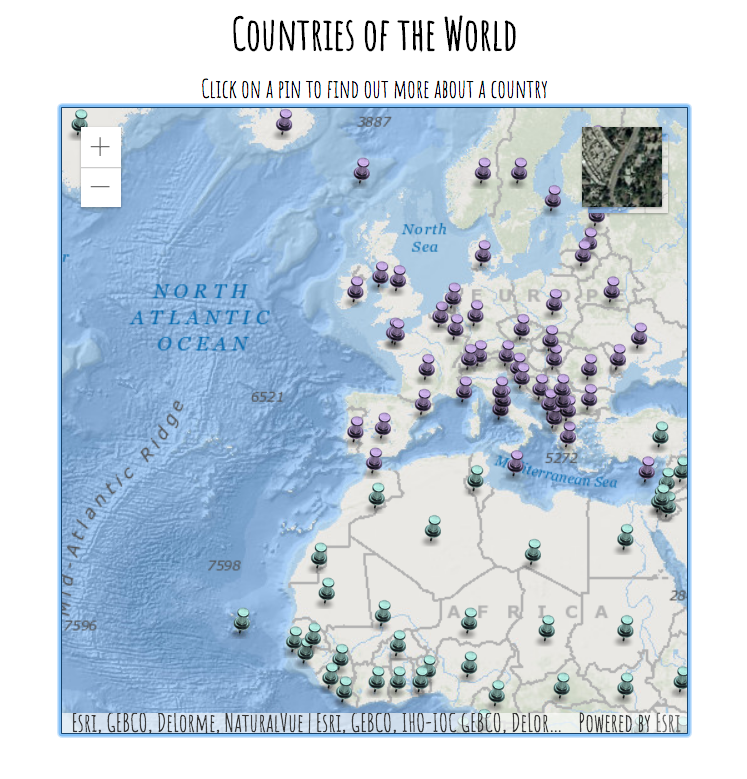 Countries of the World
Click on a pin to find out more about a country
+
−
3887
North
Sea
EUROPE
NORTH
ATLANTIC
OCEAN
6521
Mid-Atlantic Ridge
5272
Mediterranean Sea
7598
28
7596
AFRICA
Esri, GEBCO, DeLorme, NaturalVue | Esri, GEBCO, IHO-IOC GEBCO, Delor... Powered by Esri